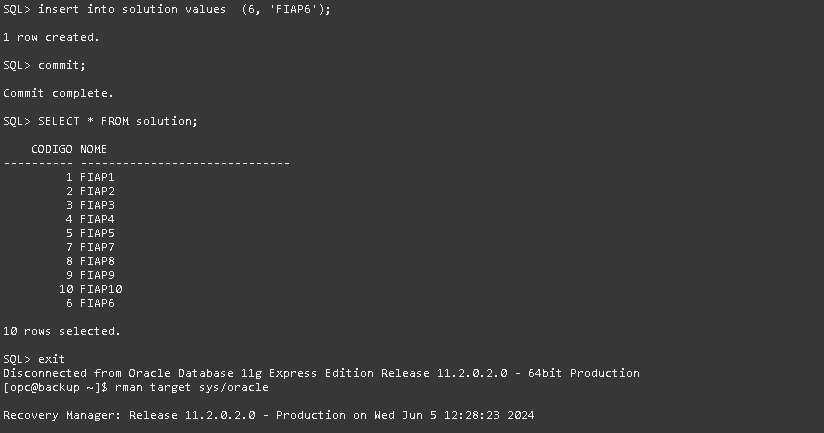 SQL> insert into solution values  (6, 'FIAP6');
1 row created.
SQL> commit;
Commit complete.
SQL> SELECT * FROM solution;
    CODIGO NOME
---------- ------------------------------
         1 FIAP1
         2 FIAP2
         3 FIAP3
         4 FIAP4
         5 FIAP5
         7 FIAP7
         8 FIAP8
         9 FIAP9
        10 FIAP10
         6 FIAP6
10 rows selected.
SQL> exit
Disconnected from Oracle Database 11g Express Edition Release 11.2.0.2.0 - 64bit Production
[opc@backup ~]$ rman target sys/oracle
Recovery Manager: Release 11.2.0.2.0 - Production on Wed Jun 5 12:28:23 2024